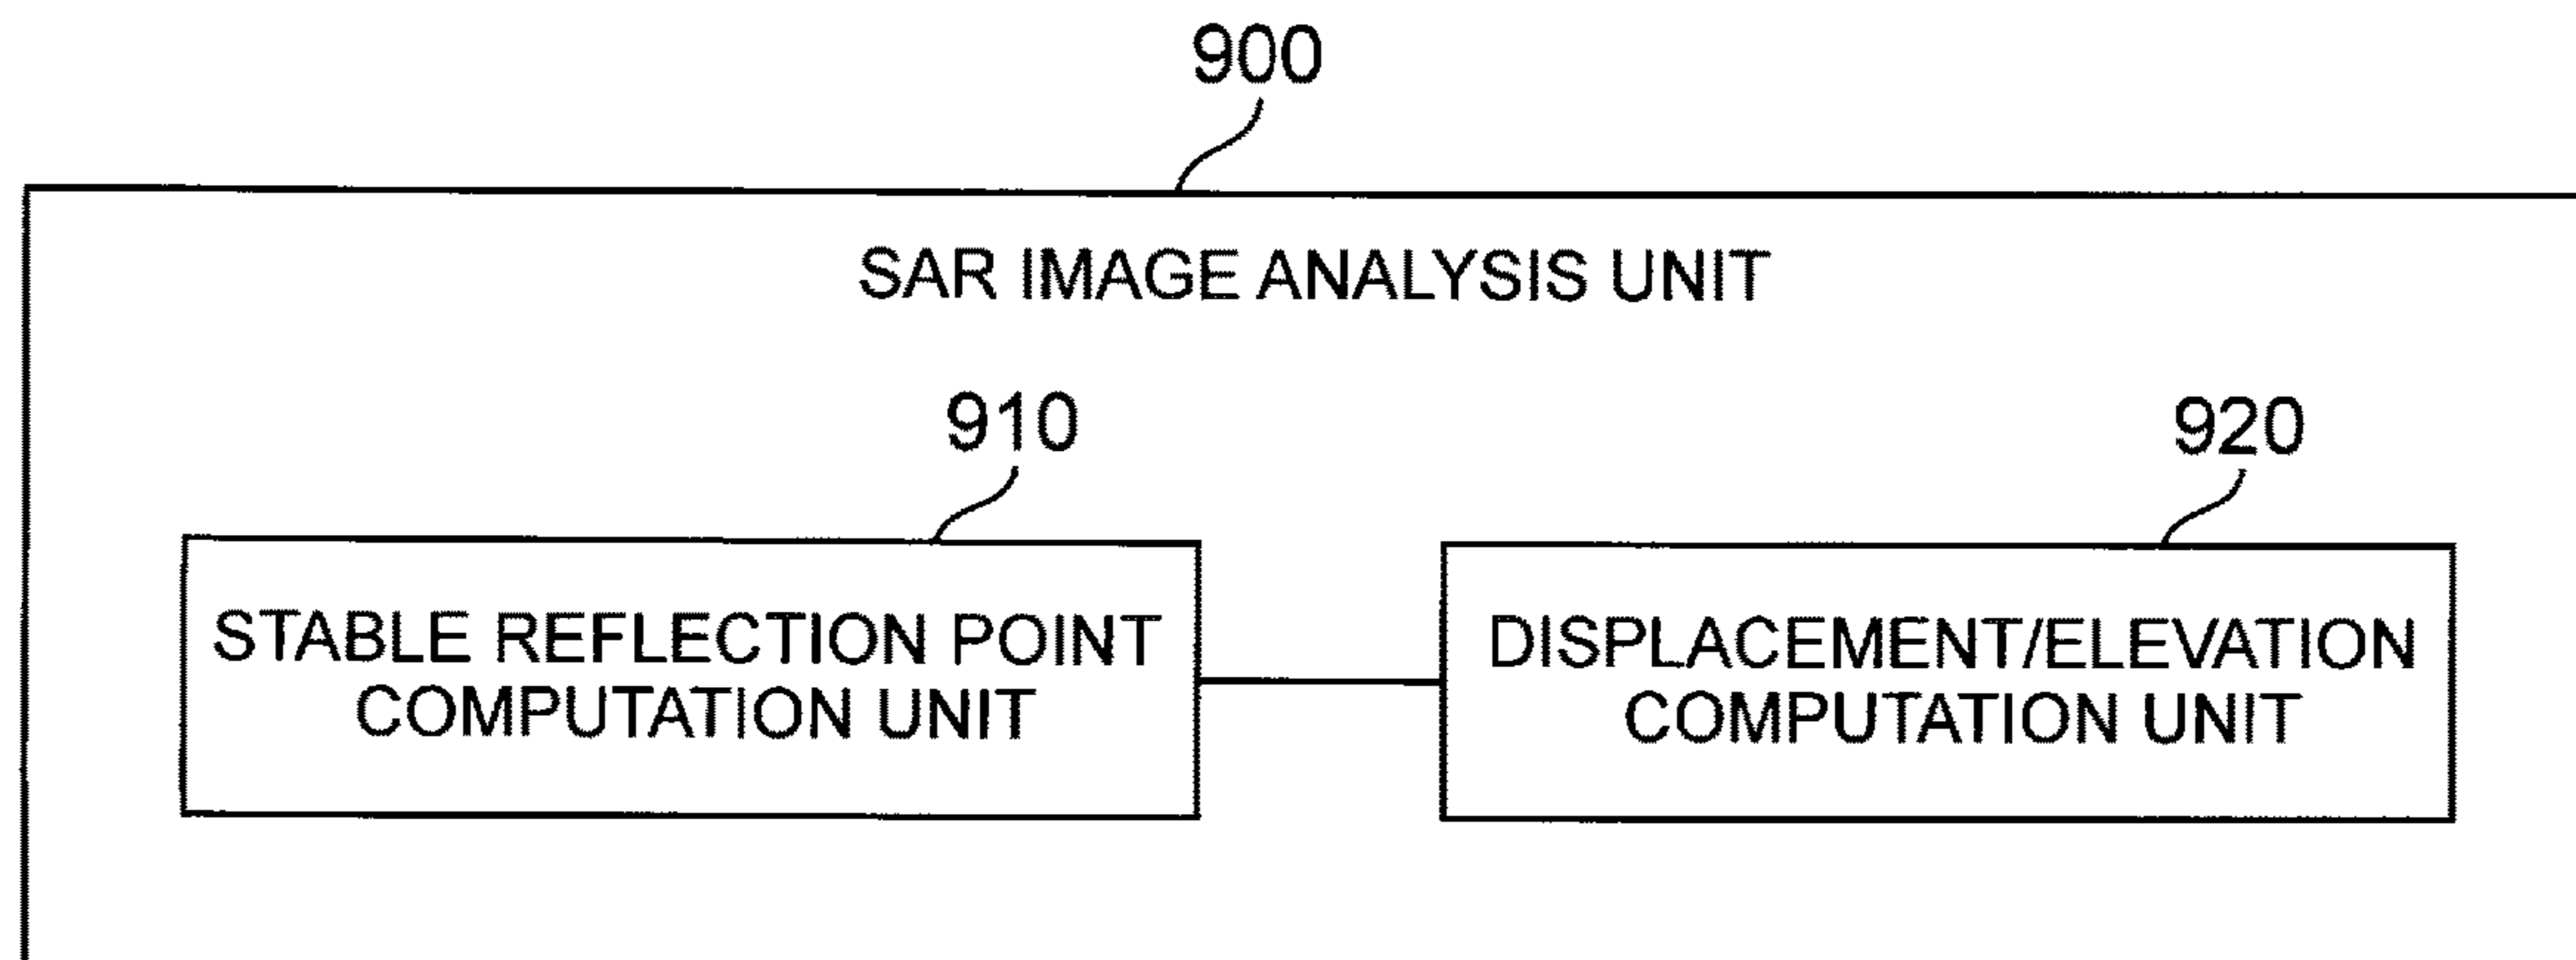 900
SAR IMAGE ANALYSIS UNIT
910
920
STABLE REFLECTION POINT
COMPUTATION UNIT
DISPLACEMENT/ELEVATION
COMPUTATION UNIT